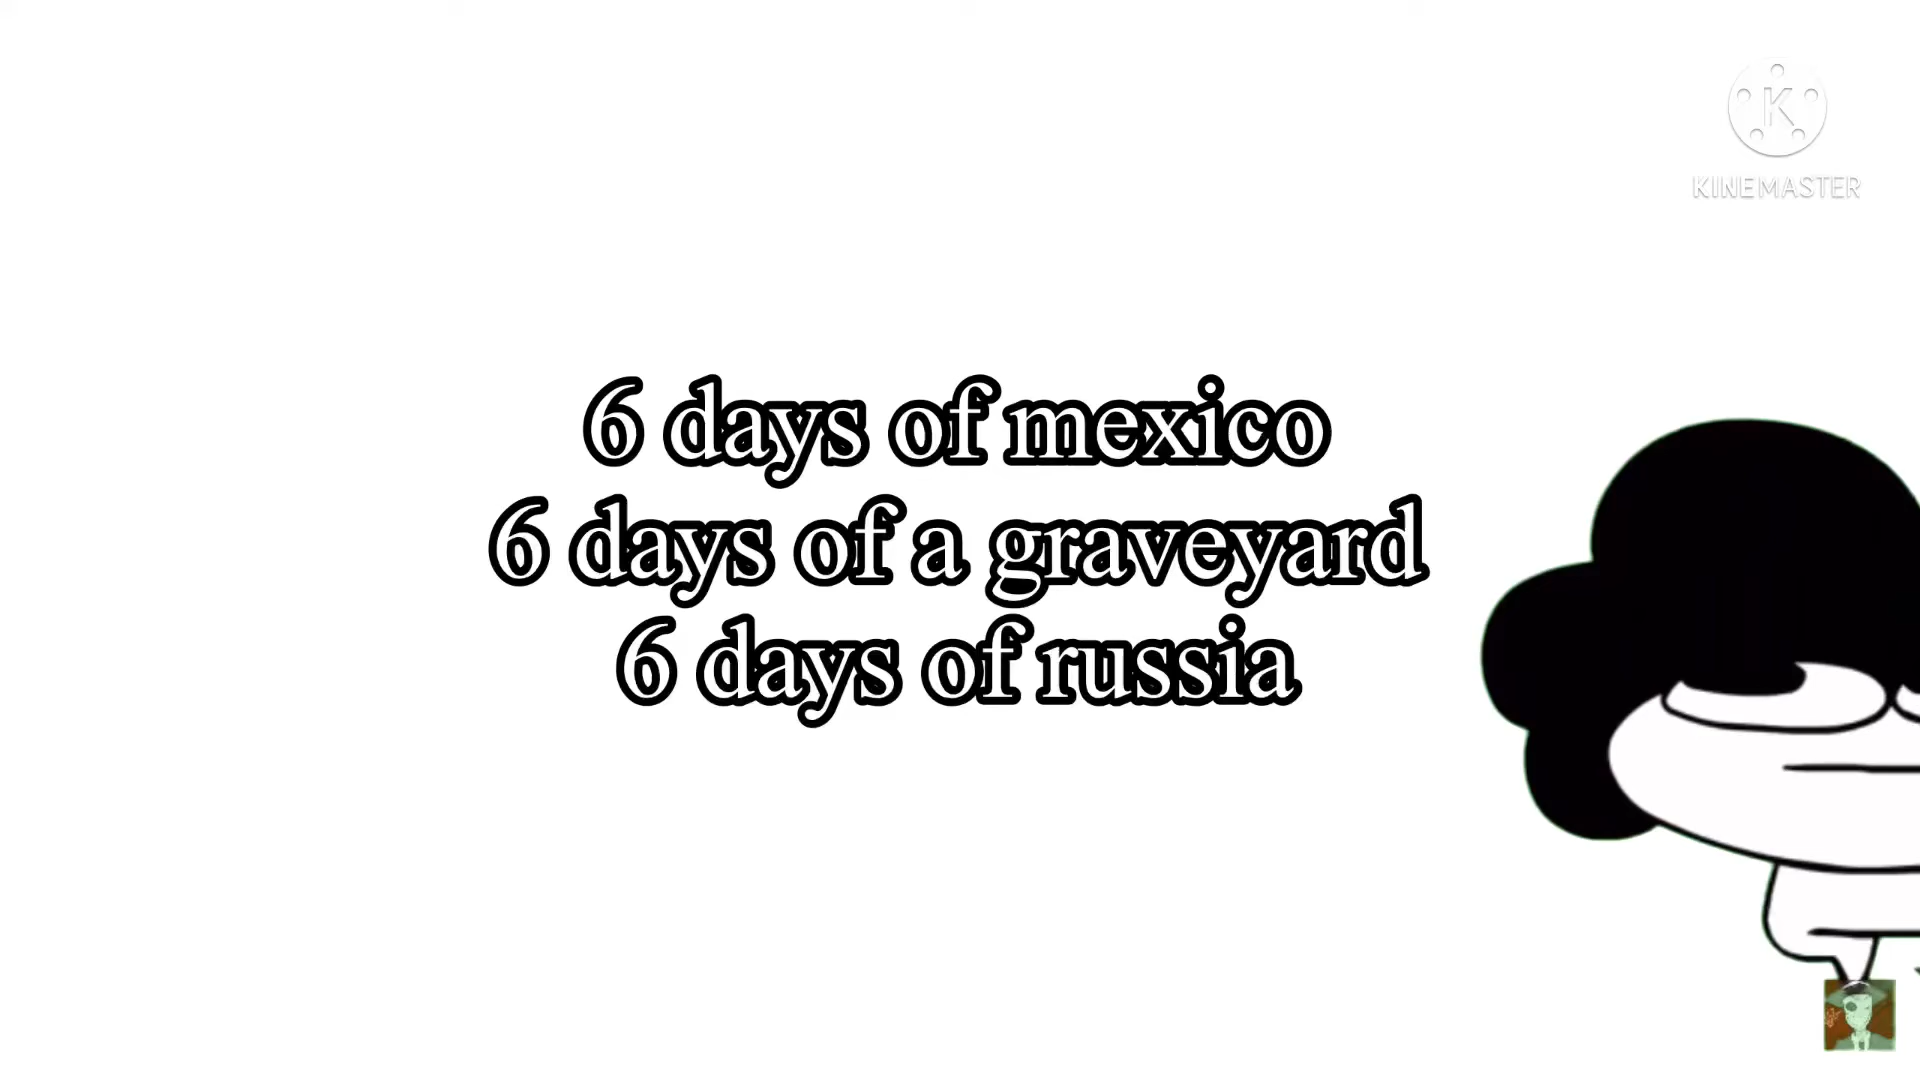 K
KINEMASTER
6 days of mexico
6 days of a graveyard
6 days of russia